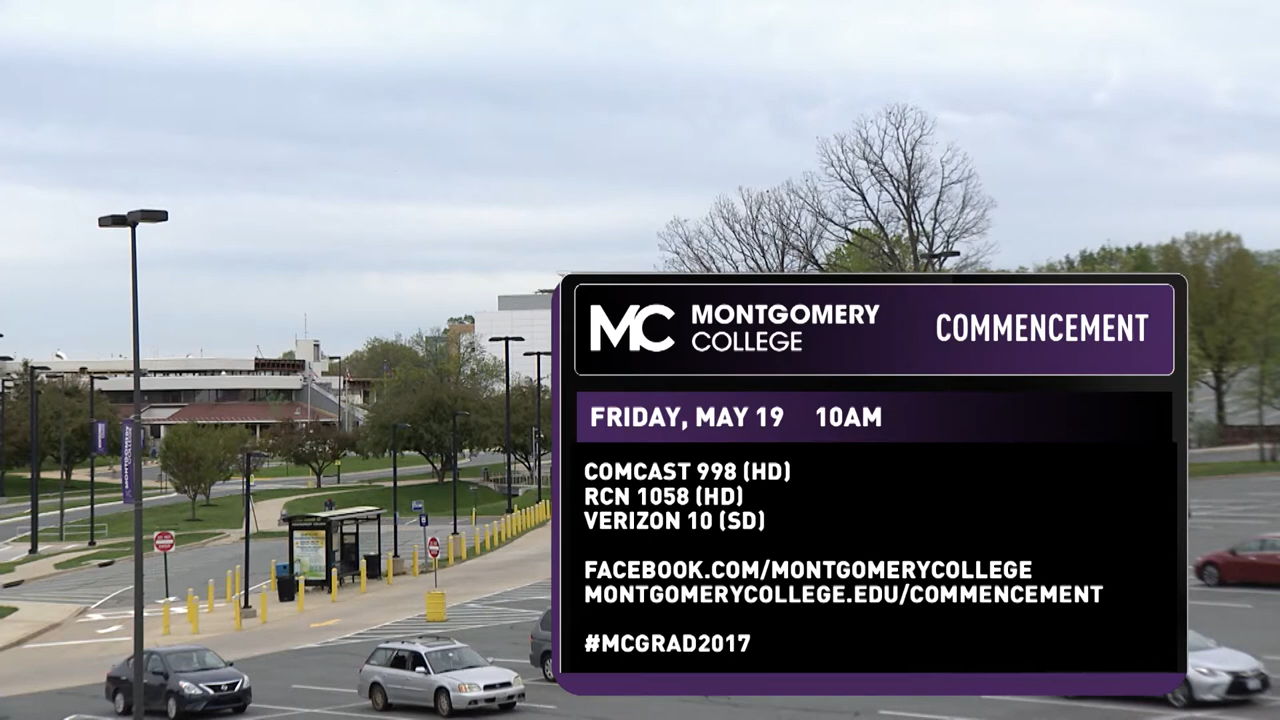 MC MONTGOMERY COLLEGE COMMENCEMENT
FRIDAY, MAY 19 10AM
COMCAST 998 (HD)
RCN 1058 (HD)
VERIZON 10 (SD)
FACEBOOK.COM/MONTGOMERYCOLLEGE
MONTGOMERYCOLLEGE.EDU/COMMENCEMENT
#MCGRAD2017
MONTGOMERY